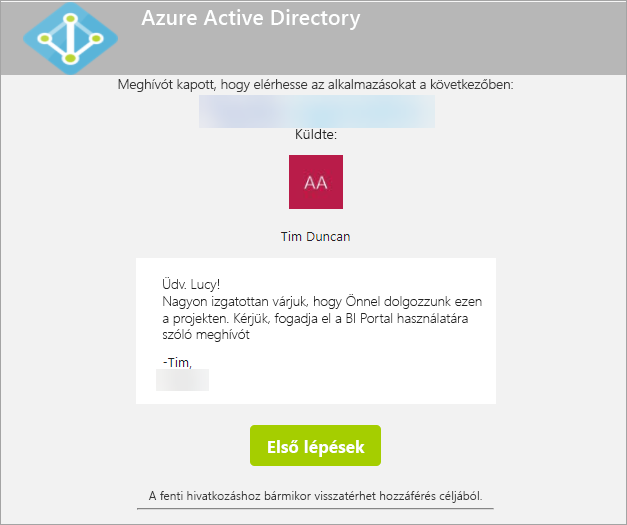 Azure Active Directory
Meghívót kapott, hogy elérhesse az alkalmazásokat a következőben:
Küldte:
AA
Tim Duncan
Üdv. Lucy!
Nagyon izgatottan várjuk, hogy Önnel dolgozzunk ezen
a projekten. Kérjük, fogadja el a BI Portal használatára
szóló meghívót
-Tim,
Első lépések
A fenti hivatkozáshoz bármikor visszatérhet hozzáférés céljából.